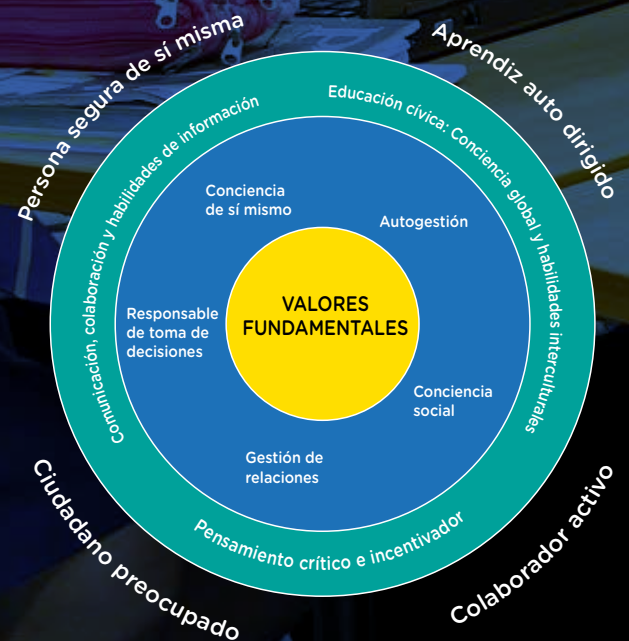 Persona segura de sí misma
Aprendiz auto dirigido
Comunicación, colaboración y habilidades de información
Educación cívica: Conciencia global y habilidades interculturales
Conciencia
de sí mismo
Autogestión
VALORES
FUNDAMENTALES
Responsable
de toma de
decisiones
Conciencia
social
Gestión de
relaciones
Pensamiento crítico e incentivador
Ciudadano preocupado
Colaborador activo